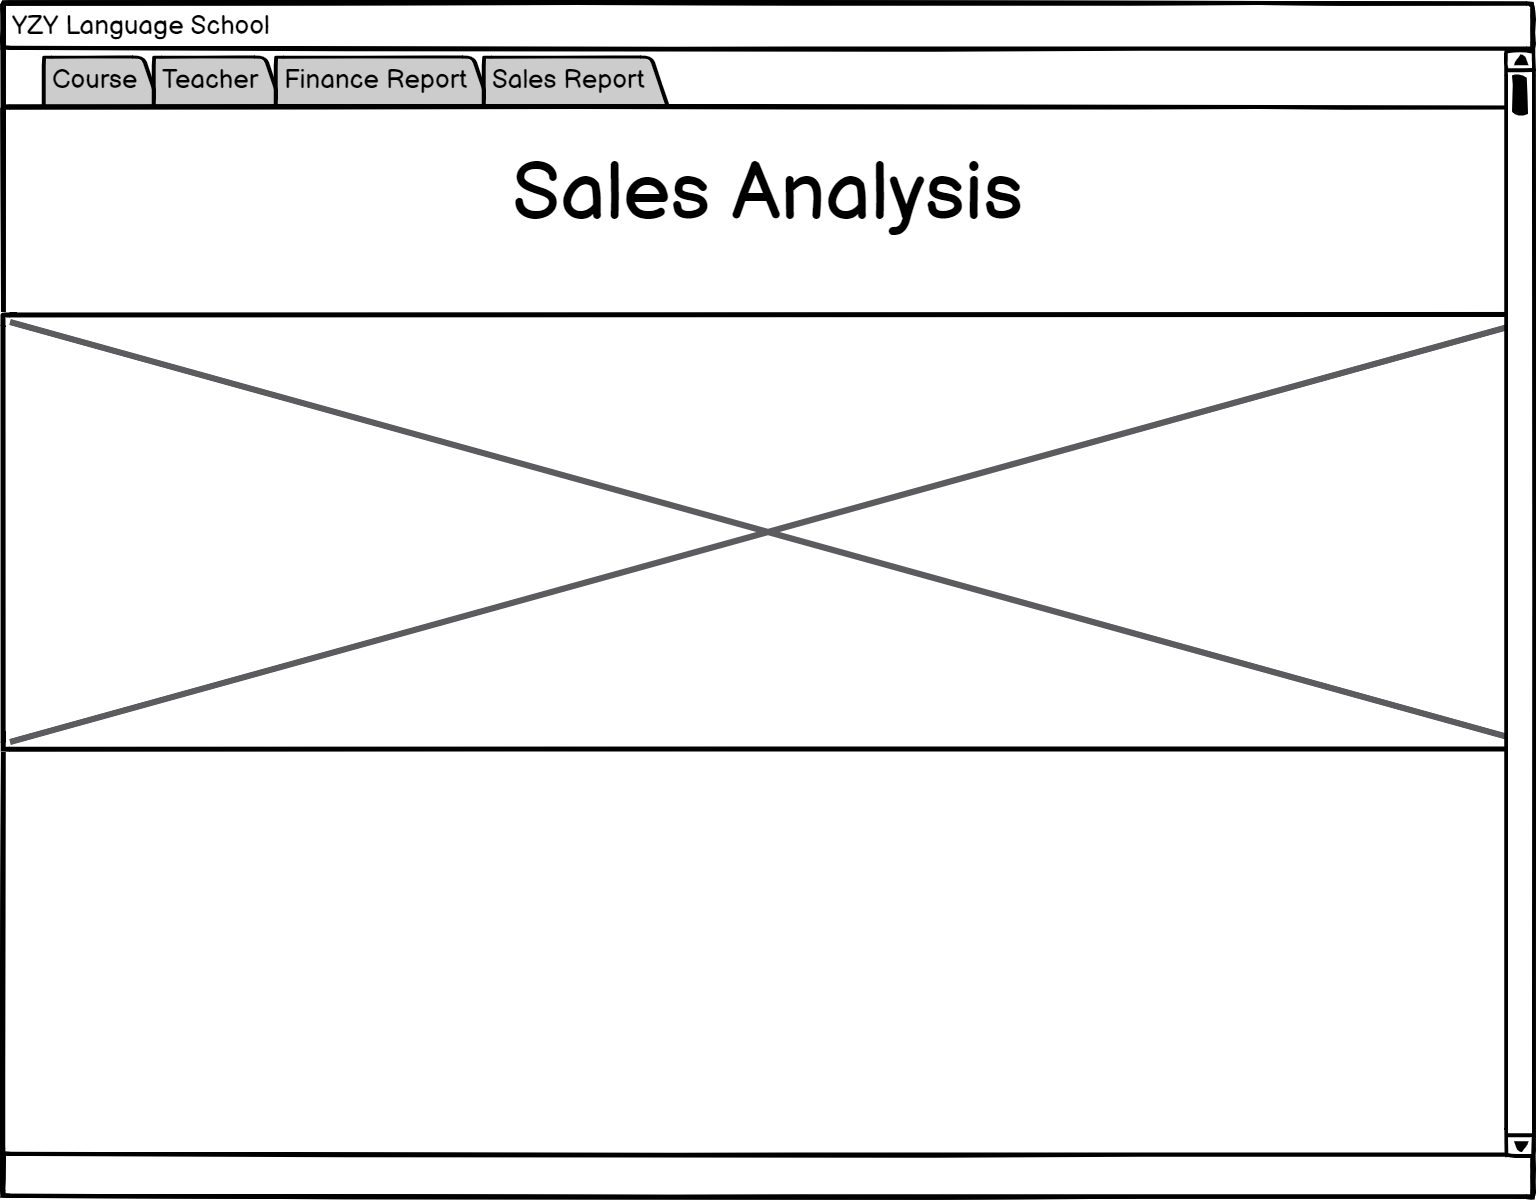 YZY Language School
Course Teacher Finance Report Sales Report
Sales Analysis